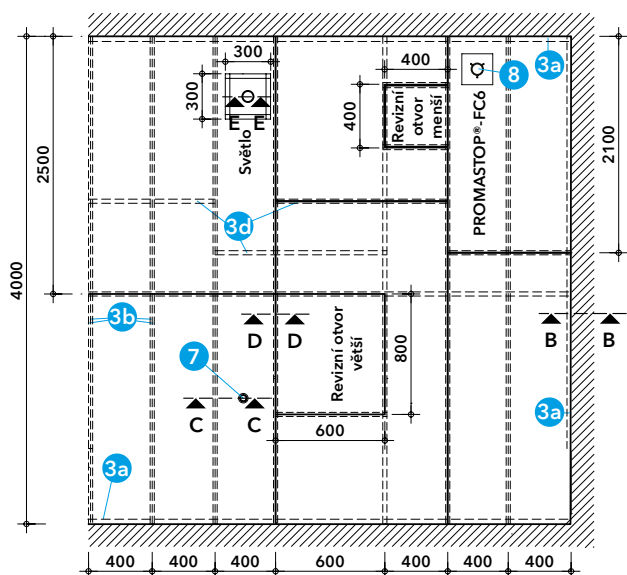 300
400
3a
8
300
E E
Světlo
400
Revizní
otvor
menší
PROMASTOP®-FC6
2100
2500
4000
3d
3b
D D
B B
7
Revizní otvor
větší
800
C C
3a
600
3a
400 400 400 600 400 400 400